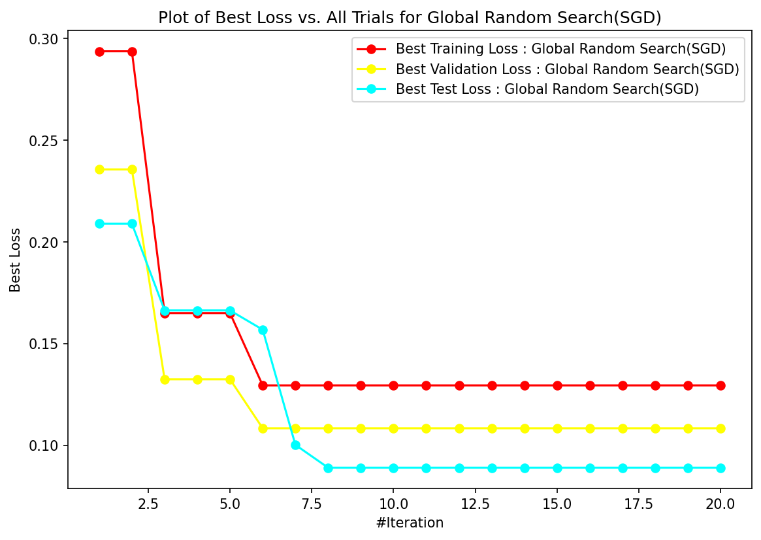 Plot of Best Loss vs. All Trials for Global Random Search(SGD)
Best Training Loss : Global Random Search(SGD)
Best Validation Loss : Global Random Search(SGD)
Best Test Loss : Global Random Search(SGD)
Best Loss
0.30
0.25
0.20
0.15
0.10
2.5 5.0 7.5 10.0 12.5 15.0 17.5 20.0
#Iteration